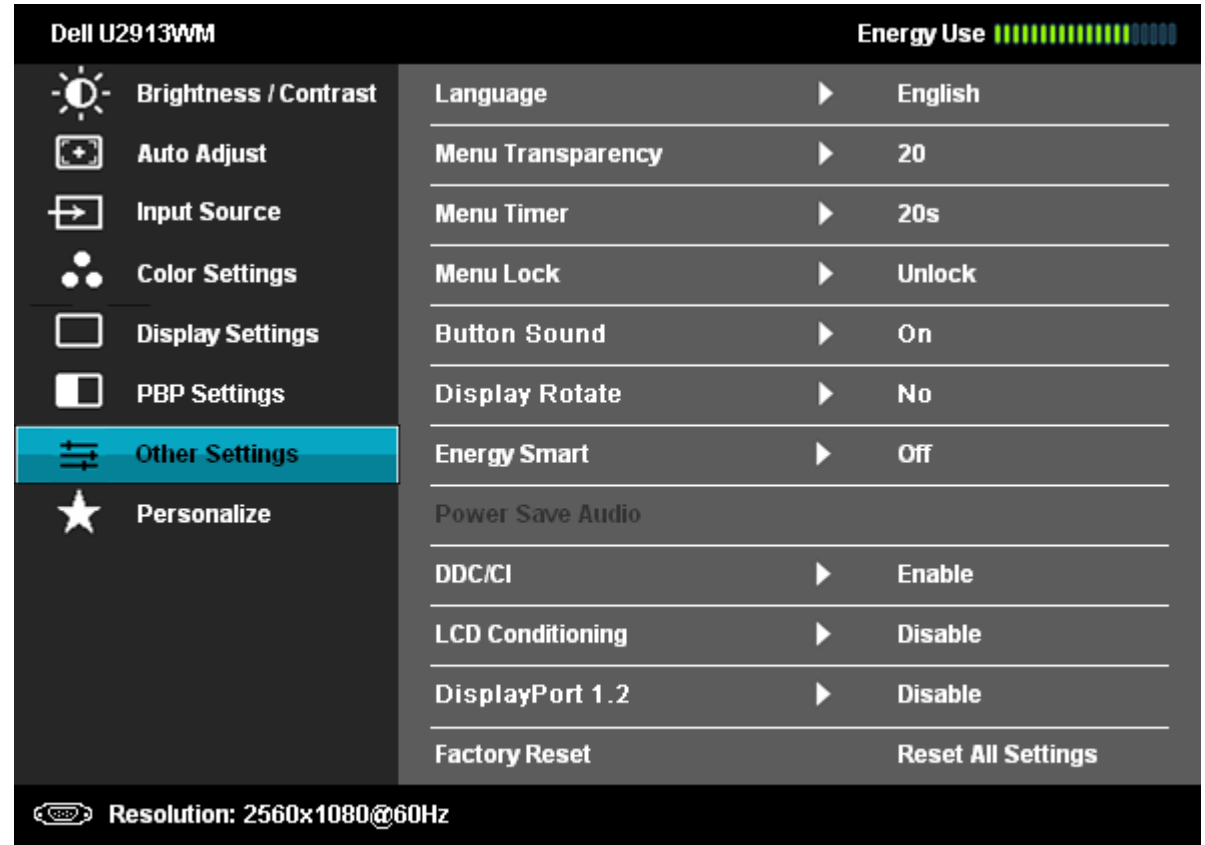 Dell U2913WM Energy Use
Brightness / Contrast Language English
Auto Adjust Menu Transparency 20
Input Source Menu Timer 20s
Color Settings Menu Lock Unlock
Display Settings Button Sound On
PBP Settings Display Rotate No
Other Settings Energy Smart Off
Personalize Power Save Audio
DDC/CI Enable
LCD Conditioning Disable
DisplayPort 1.2 Disable
Factory Reset Reset All Settings
Resolution: 2560x1080@60Hz